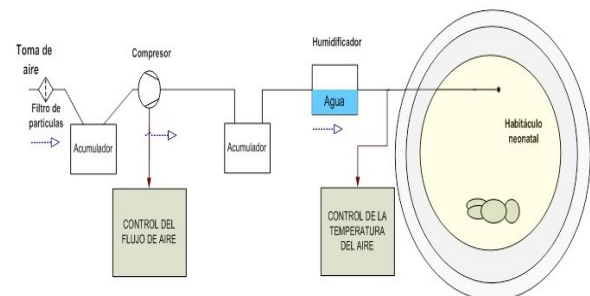 Toma de
aire
Filtro de
partículas
Acumulador
Compresor
CONTROL DEL
FLUJO DE AIRE
Acumulador
Humidificador
Agua
CONTROL DE LA
TEMPERATURA
DEL AIRE
Habitáculo
neonatal